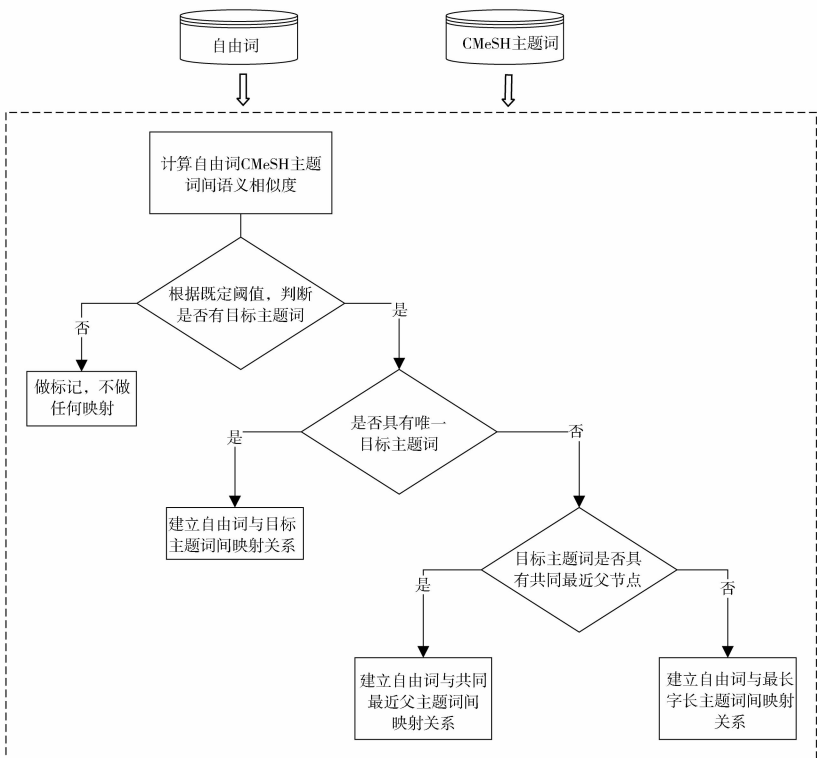 自由词
CMeSH主题词
计算自由词CMeSH主题
词间语义相似度
根据既定阈值，判断
是否有目标主题词
否
是
做标记，不做
任何映射
是否具有唯一
目标主题词
是
否
建立自由词与目标
主题词间映射关系
目标主题词是否具
有共同最近父节点
是
否
建立自由词与共同
最近父主题词间
映射关系
建立自由词与最长
字长主题词间映射
关系